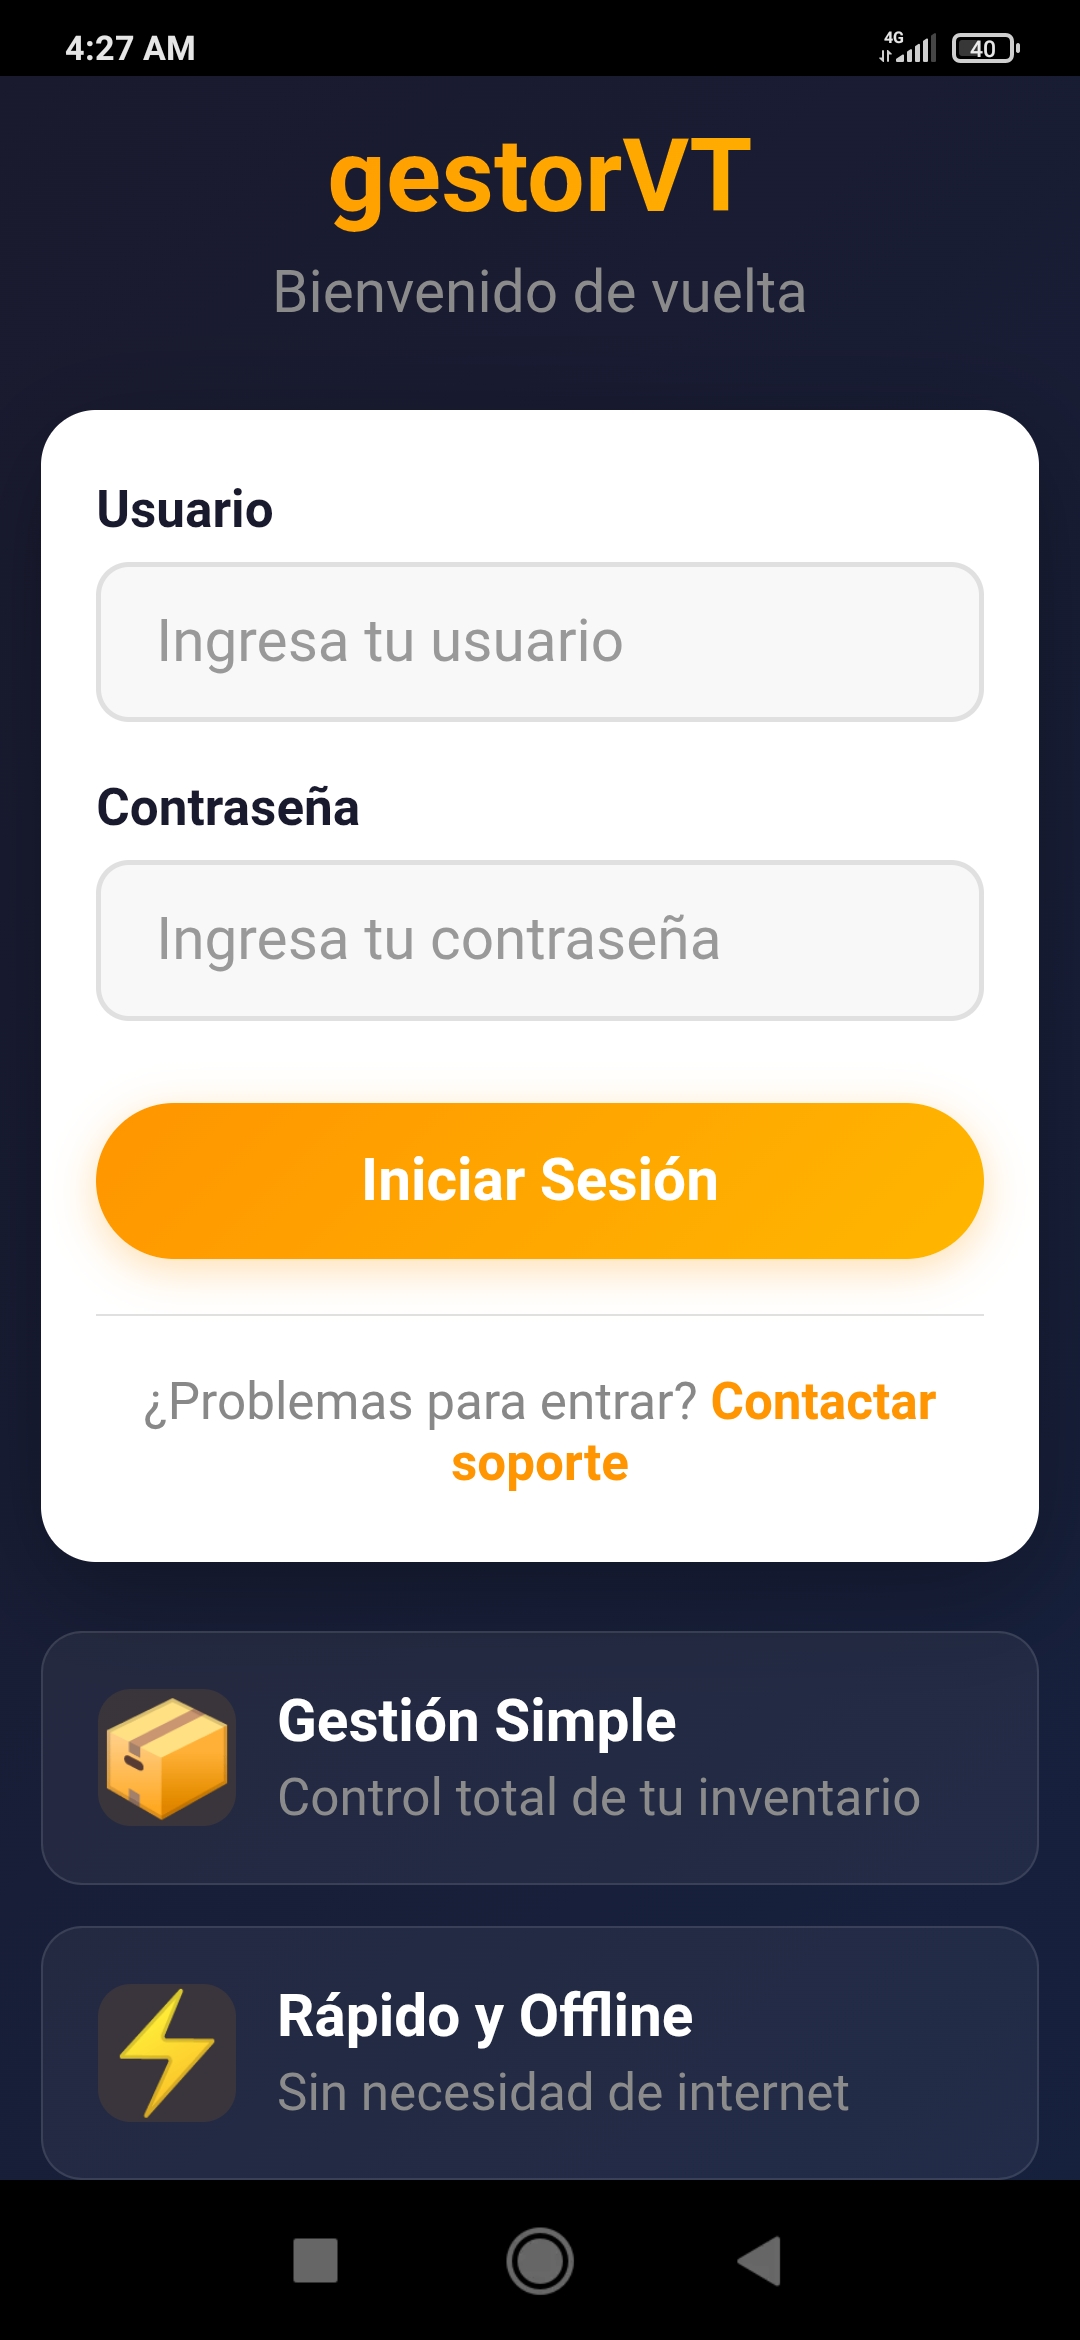 4:27 AM
4G
40
gestorVT
Bienvenido de vuelta
Usuario
Ingresa tu usuario
Contraseña
Ingresa tu contraseña
Iniciar Sesión
¿Problemas para entrar? Contactar
soporte
Gestión Simple
Control total de tu inventario
Rápido y Offline
Sin necesidad de internet